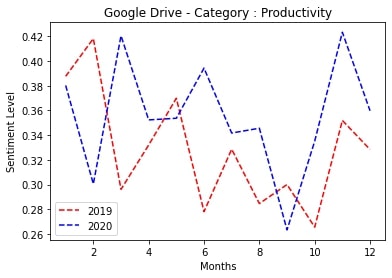 Google Drive - Category : Productivity
Sentiment Level
0.42
0.40
0.38
0.36
0.34
0.32
0.30
0.28
0.26
2019
2020
2 4 6 8 10 12
Months